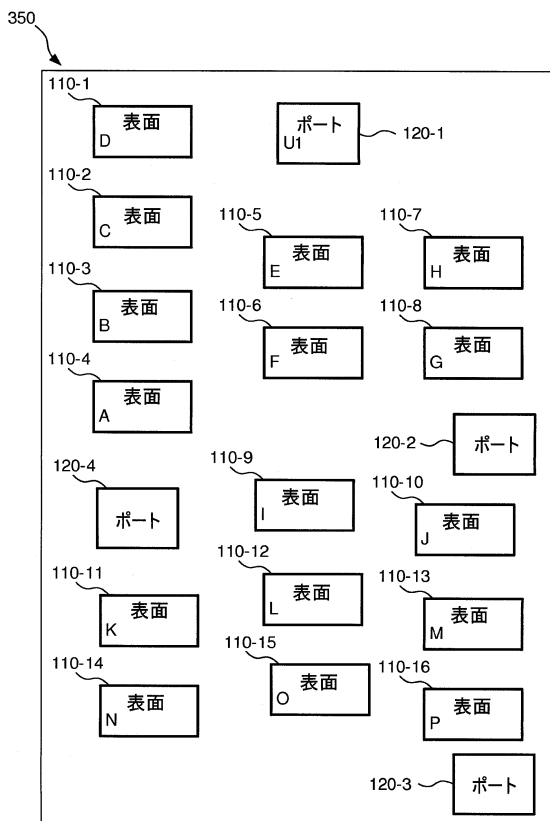 350
110-1
表面
D
ポート
U1
120-1
110-2
表面
C
110-5
表面
E
110-7
表面
H
110-3
表面
B
110-6
表面
F
110-8
表面
G
110-4
表面
A
120-2
ポート
120-4
ポート
110-9
表面
I
110-10
表面
J
110-11
表面
K
110-12
表面
L
110-13
表面
M
110-14
表面
N
110-15
表面
O
110-16
表面
P
120-3
ポート